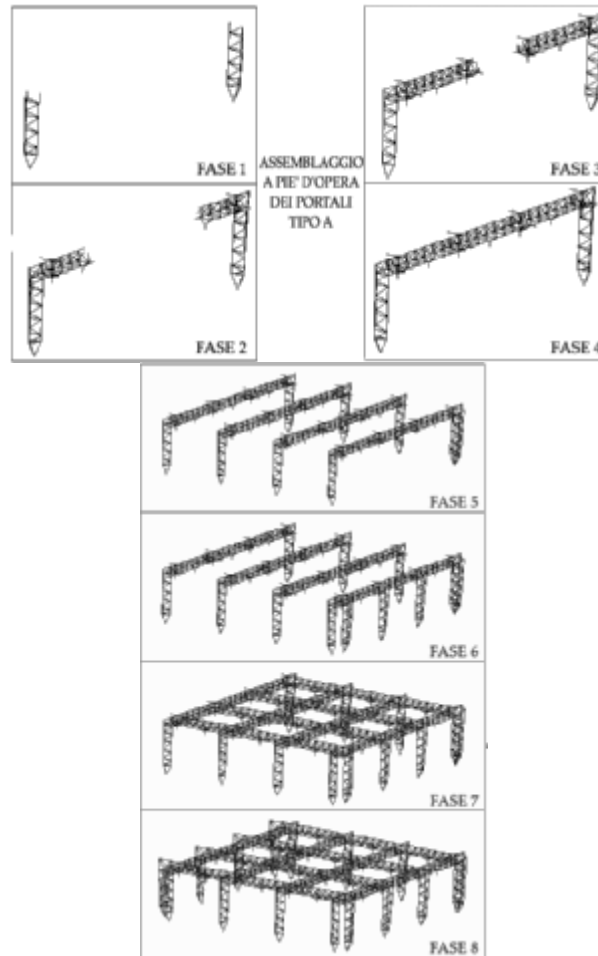 FASE 1
ASSEMBLAGGIO
A PIE' D'OPERA
DEI PORTALI
TIPO A
FASE 3
FASE 2
FASE 4
FASE 5
FASE 6
FASE 7
FASE 8